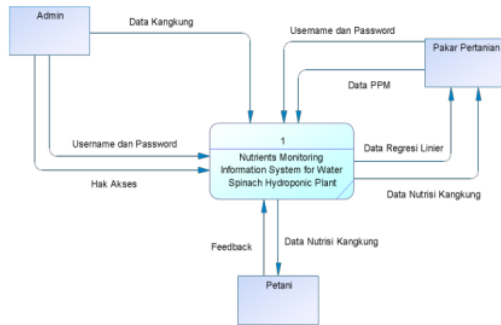 Admin
Data Kangkung
Username dan Password
Pakar Pertanian
Data PPM
1
Nutrients Monitoring
Information System for Water
Spinach Hydroponic Plant
Username dan Password
Data Regresi Linier
Hak Akses
Data Nutrisi Kangkung
Feedback
Data Nutrisi Kangkung
Petani